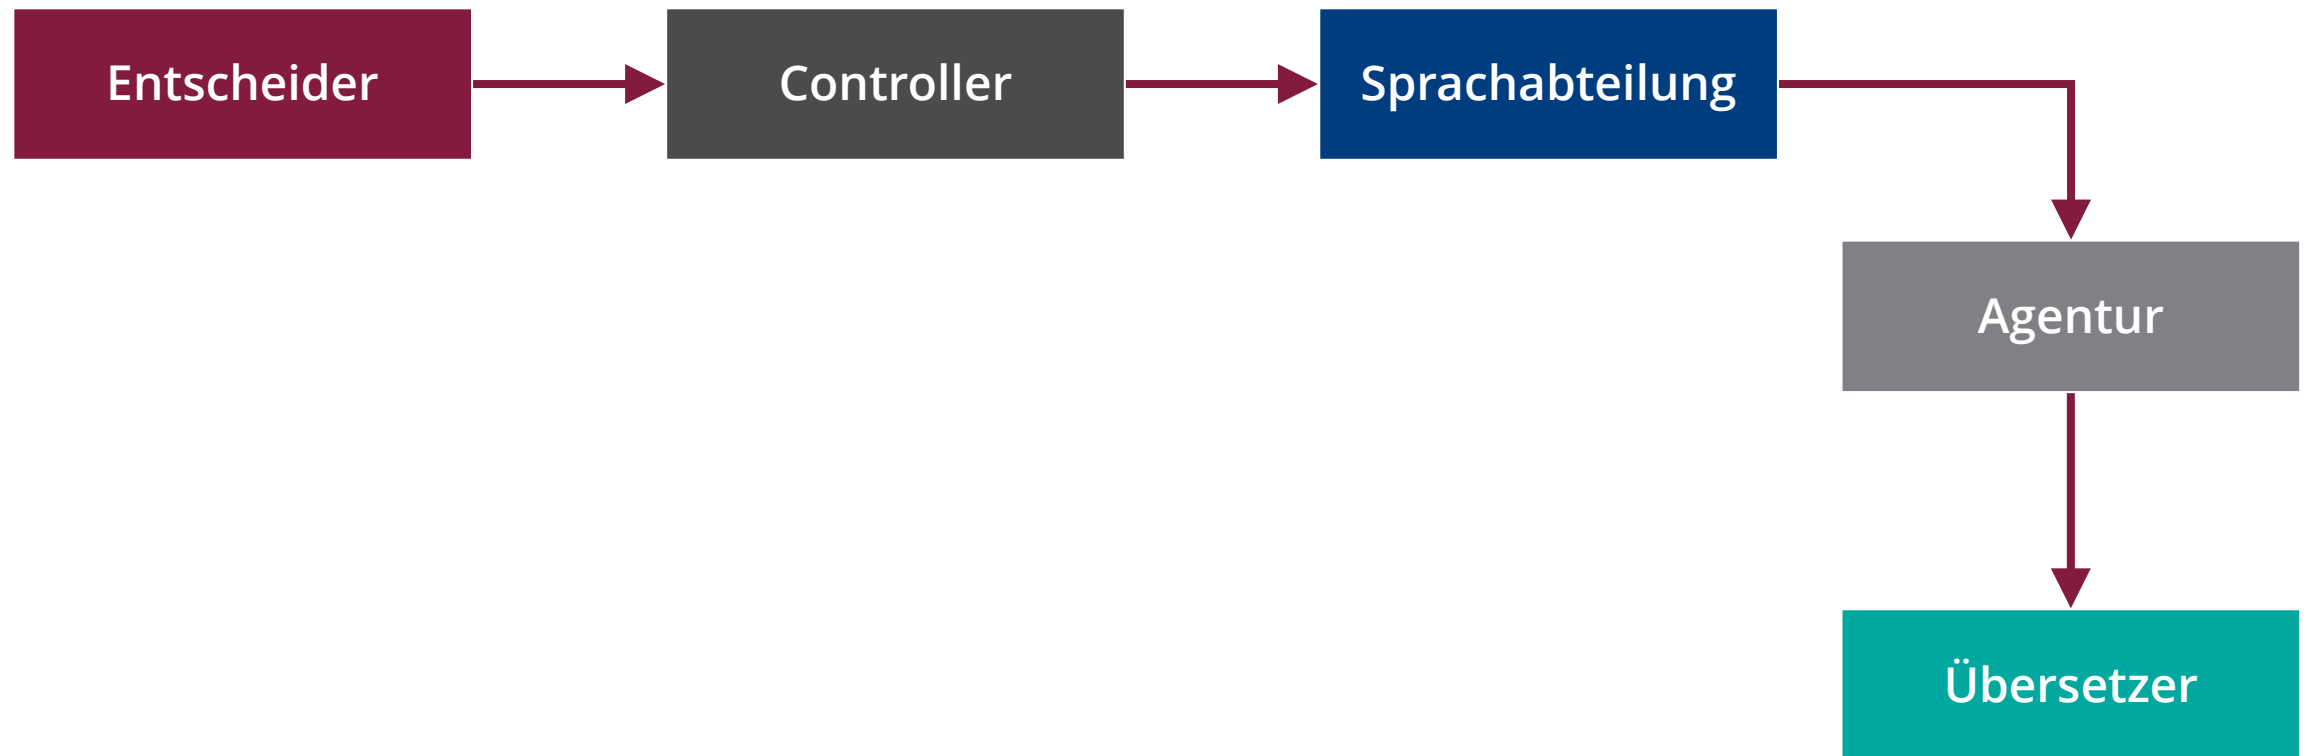 Entscheider
Controller
Sprachabteilung
Agentur
Übersetzer